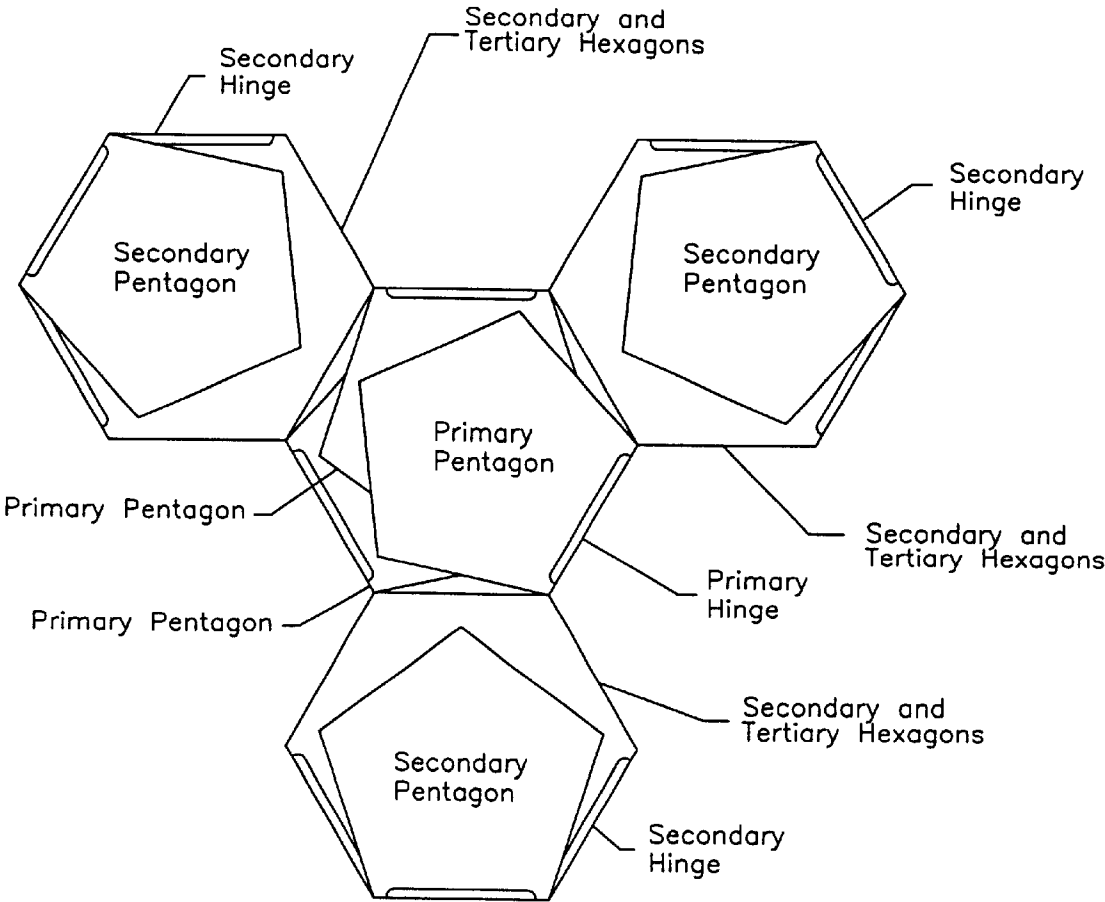 Secondary and
Tertiary Hexagons
Secondary
Hinge
Secondary
Hinge
Secondary
Pentagon
Secondary
Pentagon
Primary
Pentagon
Primary Pentagon
Secondary and
Tertiary Hexagons
Primary
Hinge
Primary Pentagon
Secondary and
Tertiary Hexagons
Secondary
Pentagon
Secondary
Hinge